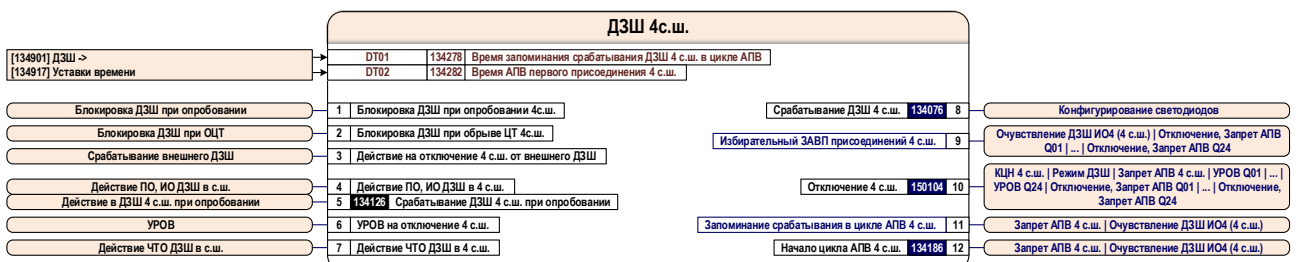 ДЗШ 4с.ш.
[134901] ДЗШ ->
[134917] Уставки времени
DT01 134278 Время запоминания срабатывания ДЗШ 4 с.ш. в цикле АПВ
DT02 134282 Время АПВ первого присоединения 4 с.ш.
Блокировка ДЗШ при опробовании 1 Блокировка ДЗШ при опробовании 4с.ш.
Блокировка ДЗШ при ОЦТ 2 Блокировка ДЗШ при обрыве ЦТ 4с.ш.
Срабатывание внешнего ДЗШ 3 Действие на отключение 4 с.ш. от внешнего ДЗШ
Действие ПО, ИО ДЗШ в с.ш. 4 Действие ПО, ИО ДЗШ в 4 с.ш.
Действие в ДЗШ 4 с.ш. при опробовании 5 134126 Срабатывание ДЗШ 4 с.ш. при опробовании
УРОВ 6 УРОВ на отключение 4 с.ш.
Действие ЧТО ДЗШ в с.ш. 7 Действие ЧТО ДЗШ в 4 с.ш.
Срабатывание ДЗШ 4 с.ш. 134076 8 Конфигурирование светодиодов
Избирательный ЗАВП присоединений 4 с.ш. 9
Очувствление ДЗШ ИО4 (4 с.ш.) | Отключение, Запрет АПВ
Q01 | ... | Отключение, Запрет АПВ Q24
Отключение 4 с.ш. 150104 10
КЦН 4 с.ш. | Режим ДЗШ | Запрет АПВ 4 с.ш. | УРОВ Q01 | ... |
УРОВ Q24 | Отключение, Запрет АПВ Q01 | ... | Отключение,
Запрет АПВ Q24
Запоминание срабатывания в цикле АПВ 4 с.ш. 11 Запрет АПВ 4 с.ш. | Очувствление ДЗШ ИО4 (4 с.ш.)
Начало цикла АПВ 4 с.ш. 134186 12 Запрет АПВ 4 с.ш. | Очувствление ДЗШ ИО4 (4 с.ш.)